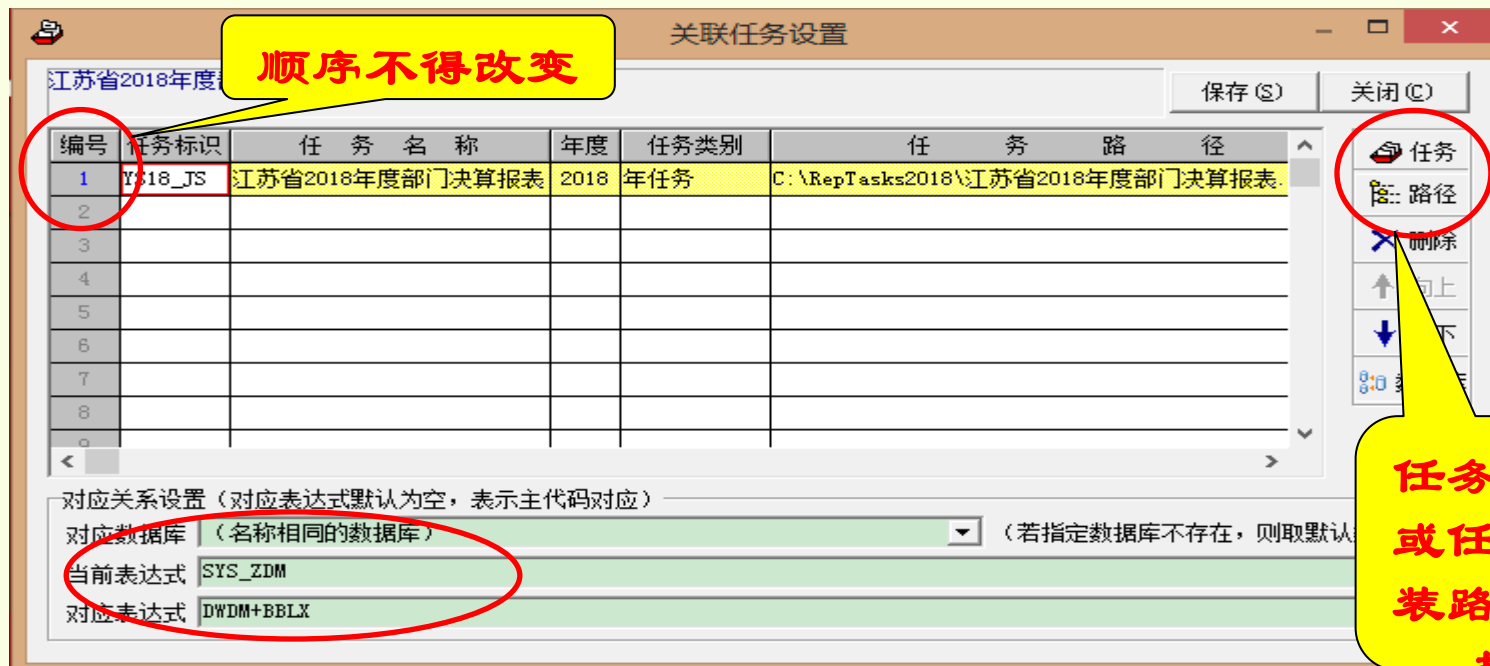 关联任务设置
顺序不得改变
江苏省2018年度
保存(S) 关闭(C)
编号 任务标识 任务名称 年度 任务类别 任务路径
1 YS18_JS 江苏省2018年度部门决算报表 2018 年任务 C:\RepTasks2018\江苏省2018年度部门决算报表.
2
3
4
5
6
7
8
任务
路径
删除
向上
下
对应关系设置（对应表达式默认为空，表示主代码对应）
对应数据库 （名称相同的数据库） （若指定数据库不存在，则取默认
当前表达式 SYS_ZDM
对应表达式 DWDM+BBLX
任务
或任
装路